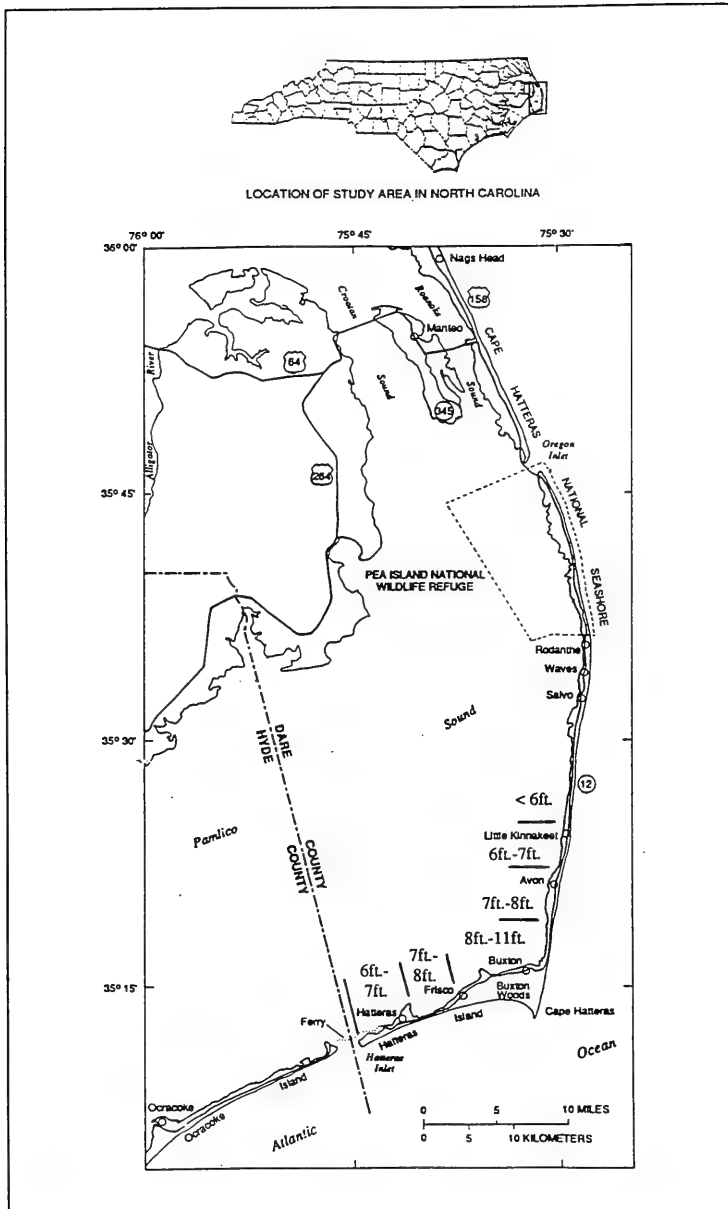 LOCATION OF STUDY AREA IN NORTH CAROLINA
76° 00'
75° 45'
75° 30'
36° 00'
Nags Head
Croatan
Roanoke
158
CAPE
Manteo
64
River
Sound
Sound
345
HATTERAS
Oregon
Inlet
Alligator
264
35° 45'
NATIONAL
PEA ISLAND NATIONAL
WILDLIFE REFUGE
SEASHORE
Rodanthe
Waves
Salvo
Sound
35° 30'
DARE
HYDE
12
< 6ft.
Little Kinnakeet
Pamlico
6ft.-7ft.
COUNTY
COUNTY
Avon
7ft.-8ft.
8ft.-11ft.
7ft.-
8ft.
6ft.-
7ft.
Buxton
35° 15'
Frisco
Buxton
Woods
Hatteras
Cape Hatteras
Ferry
Island
Hatteras
Hatteras
Inlet
Ocean
Island
Ocracoke
Ocracoke
Atlantic
0 5 10 MILES
0 5 10 KILOMETERS